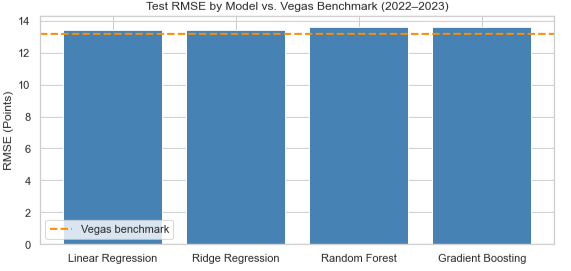 Test RMSE by Model vs. Vegas Benchmark (2022–2023)
RMSE (Points)
14
12
10
8
6
4
2
0
Vegas benchmark
Linear Regression
Ridge Regression
Random Forest
Gradient Boosting